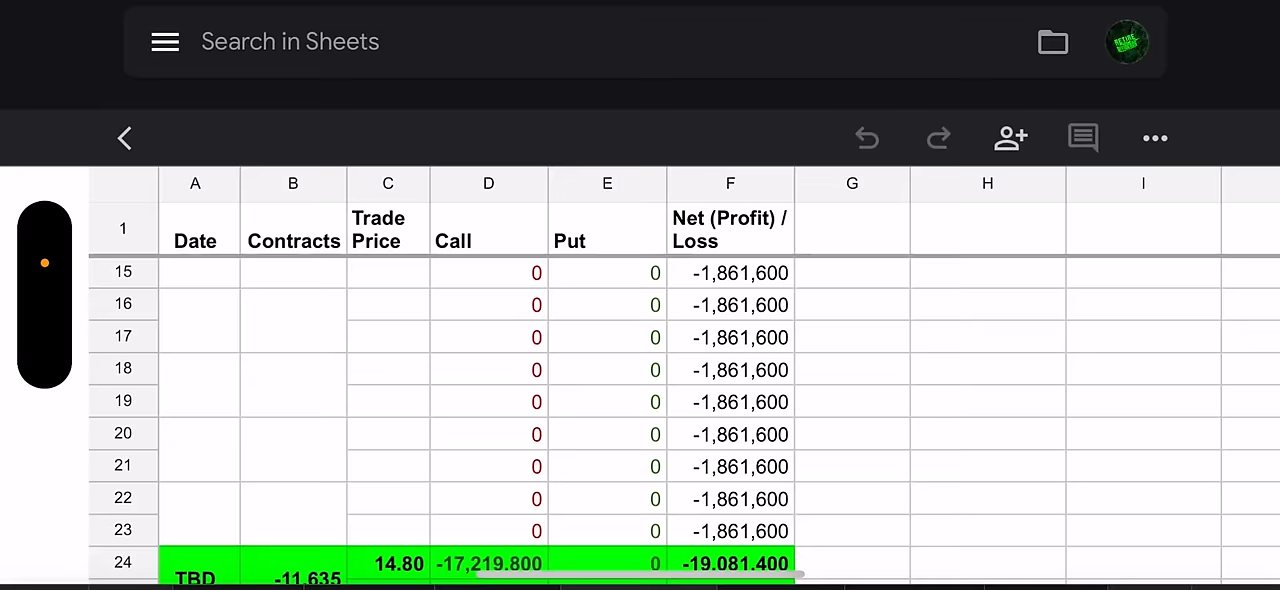 Search in Sheets
A B C D E F G H I
1 Date Contracts Trade Price Call Put Net (Profit) / Loss
15 0 0 -1,861,600
16 0 0 -1,861,600
17 0 0 -1,861,600
18 0 0 -1,861,600
19 0 0 -1,861,600
20 0 0 -1,861,600
21 0 0 -1,861,600
22 0 0 -1,861,600
23 0 0 -1,861,600
24 14.80 -17,219.800 0 -19.081.400
TBD -11,635